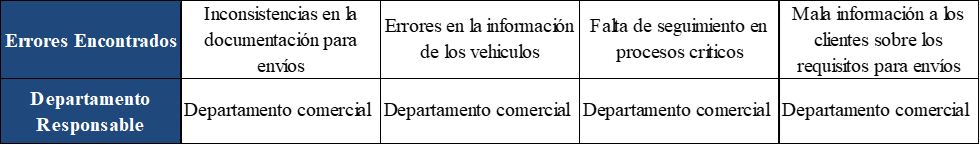 Errores Encontrados
Inconsistencias en la
documentación para
envíos
Errores en la información
de los vehiculos
Falta de seguimiento en
procesos críticos
Mala información a los
clientes sobre los
requisitos para envíos
Departamento
Responsable
Departamento comercial
Departamento comercial
Departamento comercial
Departamento comercial